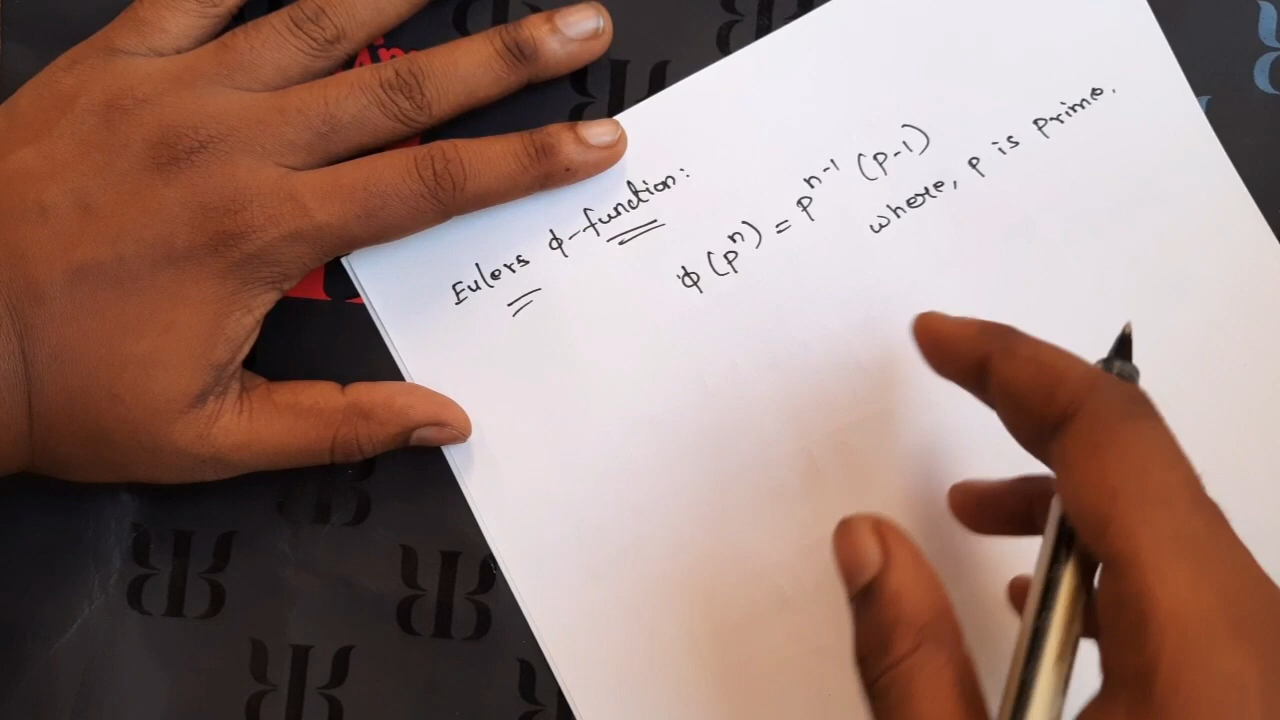 Eulers ϕ-function:
ϕ(pⁿ) = pⁿ⁻¹ (p-1)
where, p is prime.